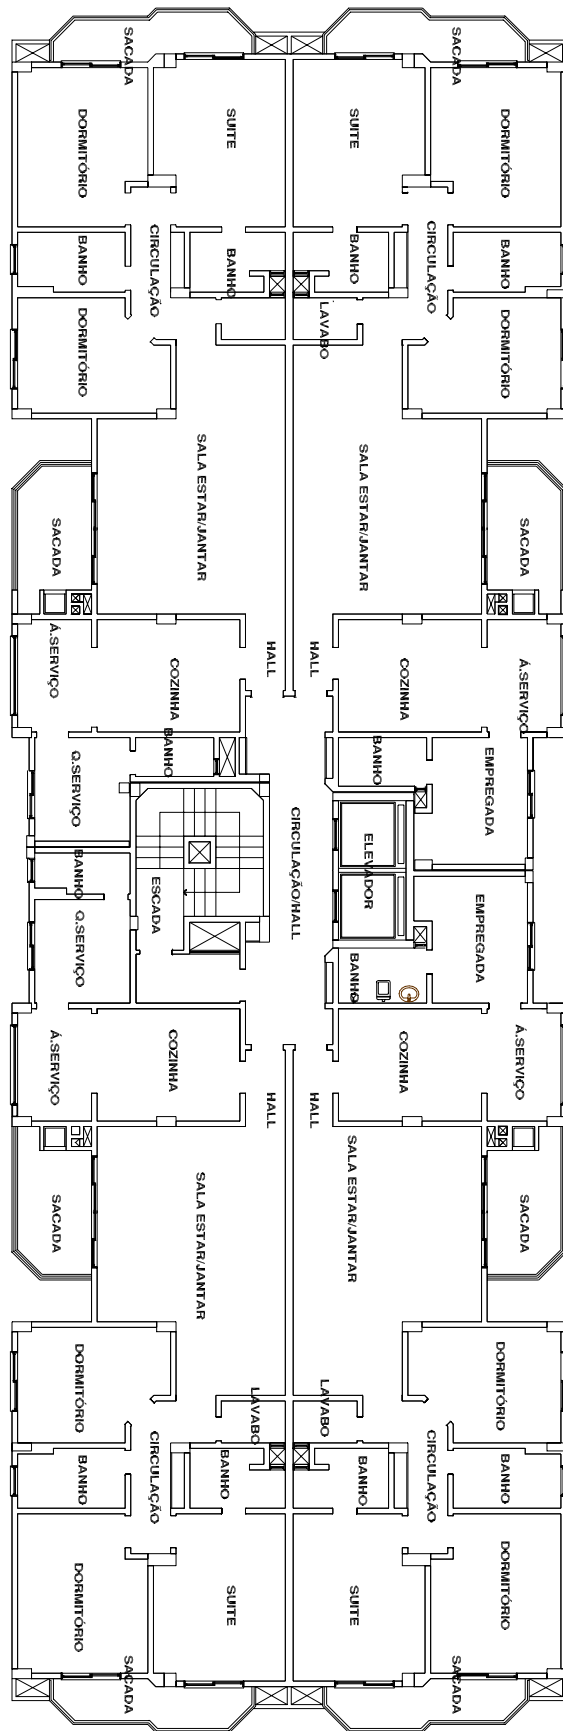 SACADA
SACADA
DORMITÓRIO
SUITE
SUITE
DORMITÓRIO
BANHO
CIRCULAÇÃO
BANHO
BANHO
CIRCULAÇÃO
BANHO
DORMITÓRIO
LAVABO
DORMITÓRIO
SALA ESTAR/JANTAR
SALA ESTAR/JANTAR
SACADA
SACADA
Á.SERVIÇO
COZINHA
HALL
HALL
COZINHA
Á.SERVIÇO
Q.SERVIÇO
BANHO
BANHO
EMPREGADA
CIRCULAÇÃO/HALL
ELEVADOR
BANHO
ESCADA
Q.SERVIÇO
EMPREGADA
BANHO
Á.SERVIÇO
COZINHA
HALL
HALL
COZINHA
Á.SERVIÇO
SACADA
SALA ESTAR/JANTAR
SALA ESTAR/JANTAR
SACADA
DORMITÓRIO
LAVABO
LAVABO
DORMITÓRIO
BANHO
CIRCULAÇÃO
BANHO
BANHO
CIRCULAÇÃO
BANHO
DORMITÓRIO
SUITE
SUITE
DORMITÓRIO
SACADA
SACADA